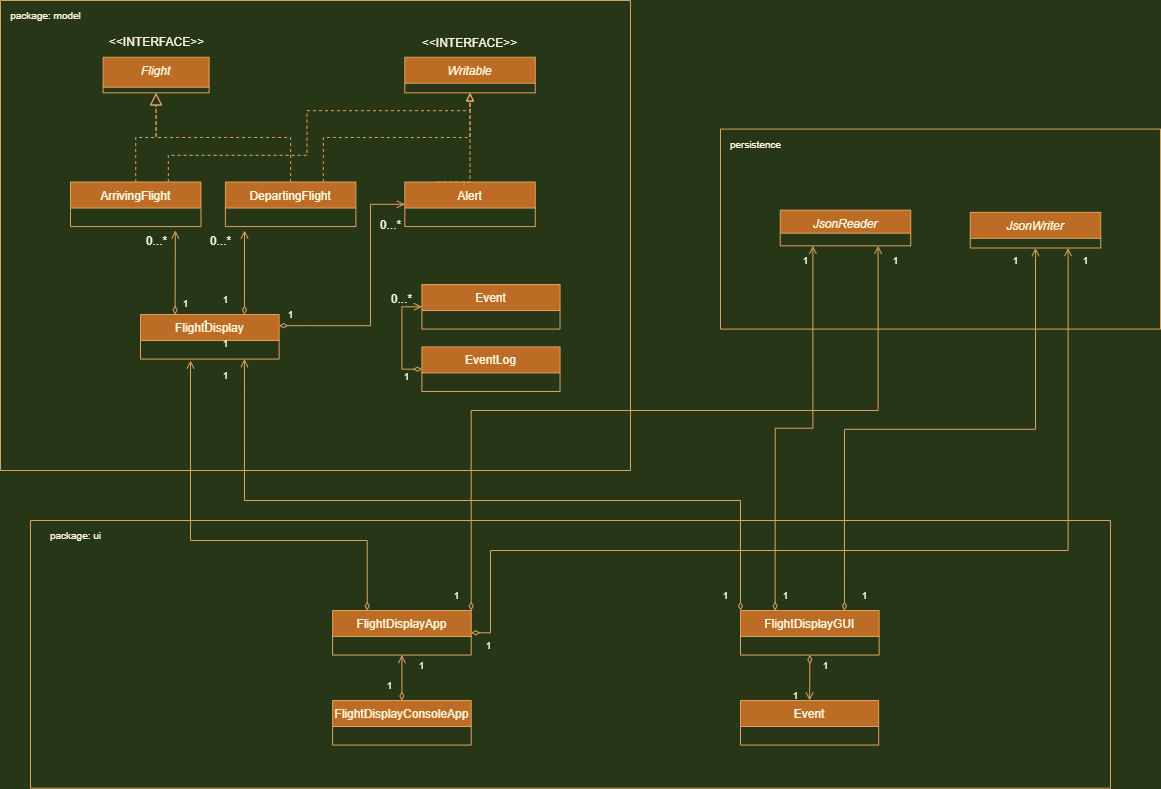 package: model
<<INTERFACE>>
<<INTERFACE>>
Flight
Writable
persistence
ArrivingFlight
DepartingFlight
Alert
JsonReader
JsonWriter
0...*
0...*
0...*
1
1
1
1
Event
0...*
1
1
1
FlightDisplay
1
EventLog
1
1
package: ui
1
1
1
1
FlightDisplayApp
FlightDisplayGUI
1
1
1
1
1
FlightDisplayConsoleApp
Event